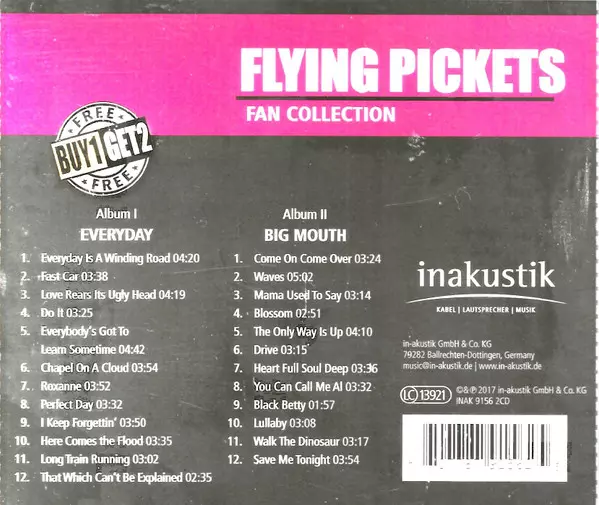 FLYING PICKETS
FAN COLLECTION
FREE
BUY1GET2
FREE
Album I
EVERYDAY
1. Everyday Is A Winding Road 04:20
2. Fast Car 03:38
3. Love Rears Its Ugly Head 04:19
4. Do It 03:25
5. Everybody's Got To
Learn Sometime 04:42
6. Chapel On A Cloud 03:54
7. Roxanne 03:52
8. Perfect Day 03:32
9. I Keep Forgettin' 03:50
10. Here Comes the Flood 03:35
11. Long Train Running 03:02
12. That Which Can't Be Explained 02:35
Album II
BIG MOUTH
1. Come On Come Over 03:24
2. Waves 05:02
3. Mama Used To Say 03:14
4. Blossom 02:51
5. The Only Way Is Up 04:10
6. Drive 03:15
7. Heart Full Soul Deep 03:36
8. You Can Call Me Al 03:32
9. Black Betty 01:57
10. Lullaby 03:08
11. Walk The Dinosaur 03:17
12. Save Me Tonight 03:54
inakustik
KABEL | LAUTSPRECHER | MUSIK
in-akustik GmbH & Co. KG
79282 Ballrechten-Dottingen, Germany
music@in-akustik.de | www.in-akustik.de
LC 13921
©&℗ 2017 in-akustik GmbH & Co. KG
INAK 9156 2CD